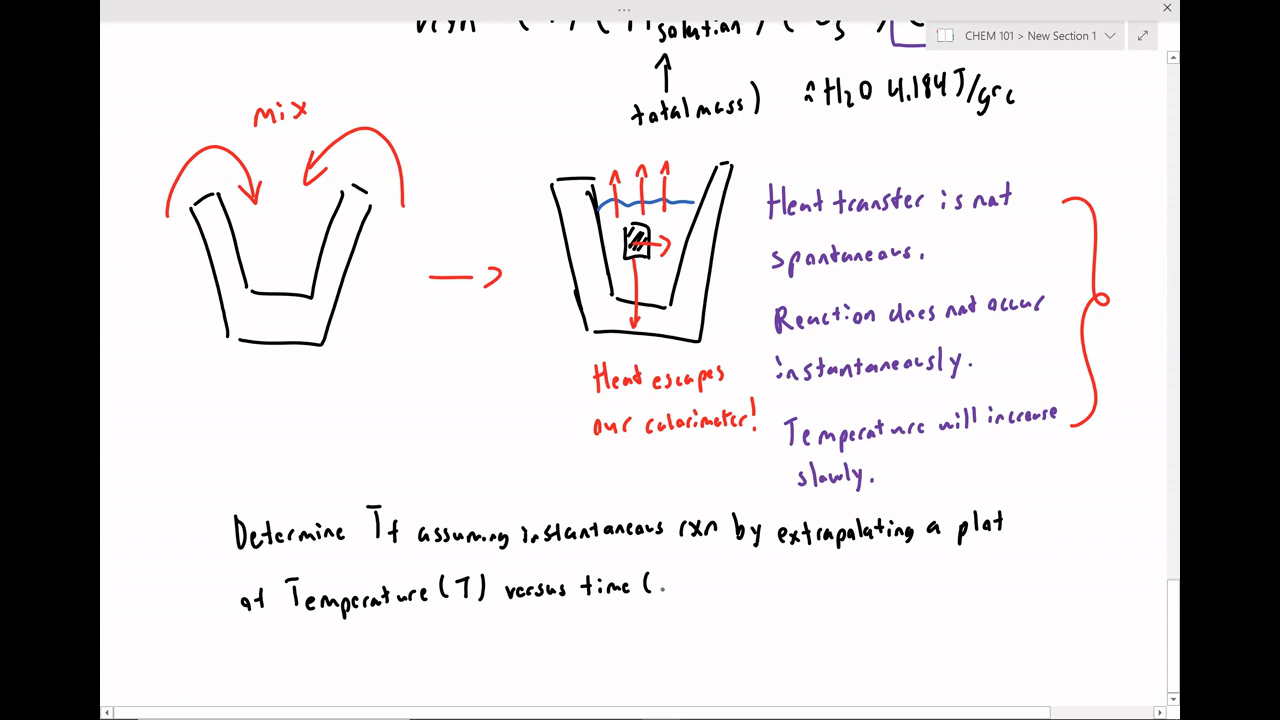 solution
CHEM 101 > New Section 1
total mass)
≈ H2O 4.184 J/g°C
mix
Heat transfer is not
spontaneous.
Reaction does not occur
instantaneously.
Temperature will increase
slowly.
Heat escapes
our calorimeter!
Determine Tf assuming instantaneous rxn by extrapolating a plot
of Temperature (T) versus time (